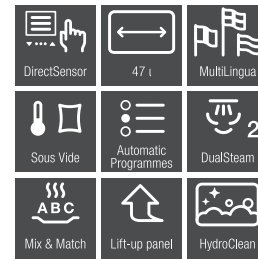 DirectSensor
47 l
MultiLingua
Sous Vide
Automatic
Programmes
2
DualSteam
ABC
Mix & Match
Lift-up panel
HydroClean